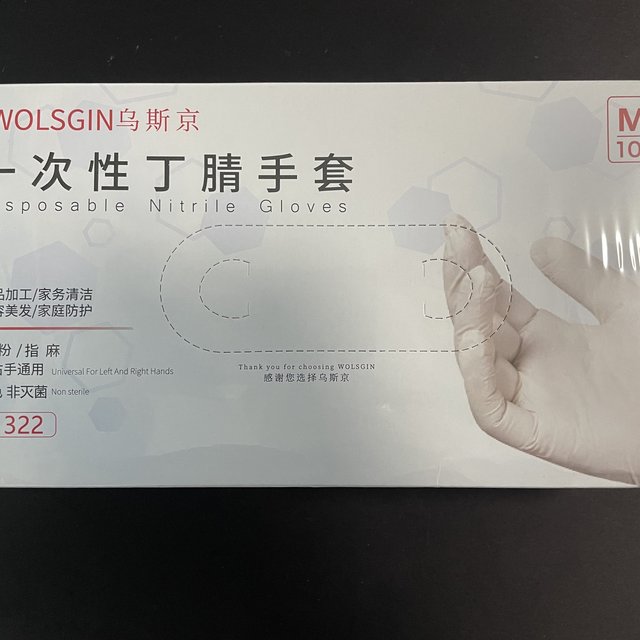 WOLSGIN乌斯京
M
10
一次性丁腈手套
isposable Nitrile Gloves
品加工/家务清洁
容美发/家庭防护
粉/指麻
右手通用 Universal For Left And Right Hands
非灭菌 Non sterile
322
Thank you for choosing WOLSGIN
感谢您选择乌斯京